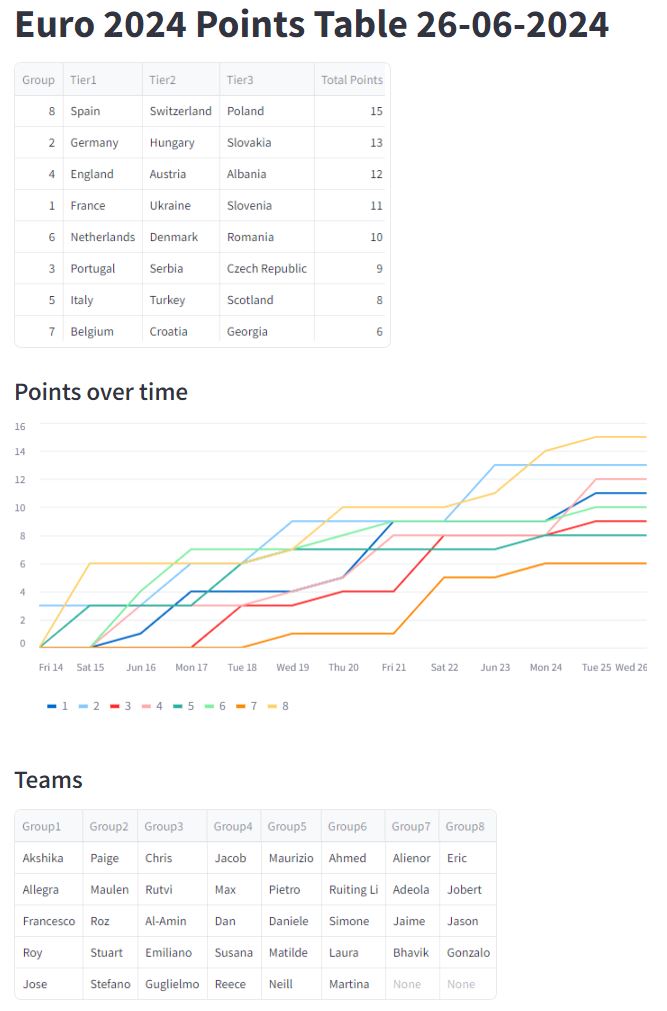 Euro 2024 Points Table 26-06-2024
Group Tier1 Tier2 Tier3 Total Points
8 Spain Switzerland Poland 15
2 Germany Hungary Slovakia 13
4 England Austria Albania 12
1 France Ukraine Slovenia 11
6 Netherlands Denmark Romania 10
3 Portugal Serbia Czech Republic 9
5 Italy Turkey Scotland 8
7 Belgium Croatia Georgia 6
Points over time
16
14
12
10
8
6
4
2
0
Fri 14 Sat 15 Jun 16 Mon 17 Tue 18 Wed 19 Thu 20 Fri 21 Sat 22 Jun 23 Mon 24 Tue 25 Wed 26
1 2 3 4 5 6 7 8
Teams
Group1 Group2 Group3 Group4 Group5 Group6 Group7 Group8
Akshika Paige Chris Jacob Maurizio Ahmed Alienor Eric
Allegra Maulen Rutvi Max Pietro Ruiting Li Adeola Jobert
Francesco Roz Al-Amin Dan Daniele Simone Jaime Jason
Roy Stuart Emiliano Susana Matilde Laura Bhavik Gonzalo
Jose Stefano Guglielmo Reece Neill Martina None None